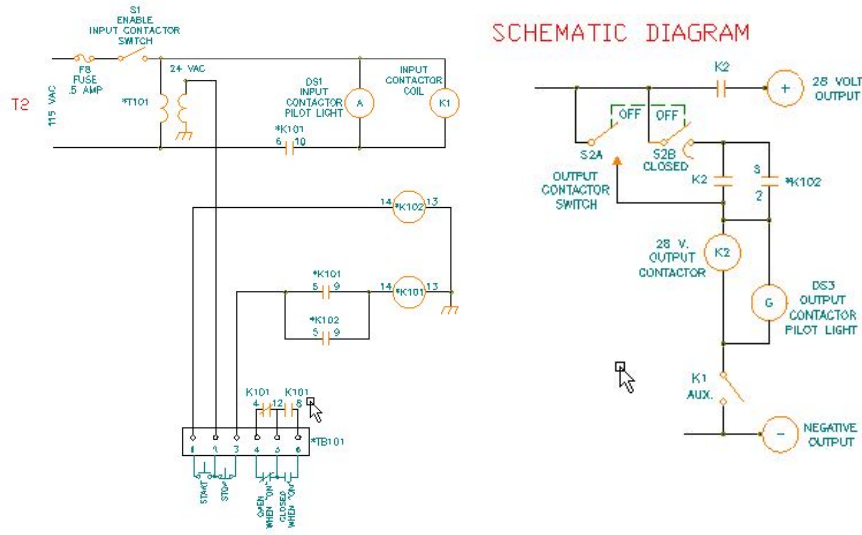 SCHEMATIC DIAGRAM
S1
ENABLE
INPUT CONTACTOR
SWITCH
F8
FUSE
.5 AMP
24 VAC
T2
115 VAC
*T101
DS1
INPUT
CONTACTOR
PILOT LIGHT
A
INPUT
CONTACTOR
COIL
K1
*K101
6 10
14 *K102 13
*K101
5 9
14 *K101 13
*K102
5 9
K101 K101
4 12 8
*TB101
1 2 3 4 5 6
START
STOP
OPEN
WHEN "ON"
CLOSED
WHEN "ON"
K2
+
28 VOLT
OUTPUT
OFF OFF
S2A
S2B
CLOSED
OUTPUT
CONTACTOR
SWITCH
K2
8
2
*K102
28 V.
OUTPUT
CONTACTOR
K2
G
DS3
OUTPUT
CONTACTOR
PILOT LIGHT
K1
AUX.
-
NEGATIVE
OUTPUT